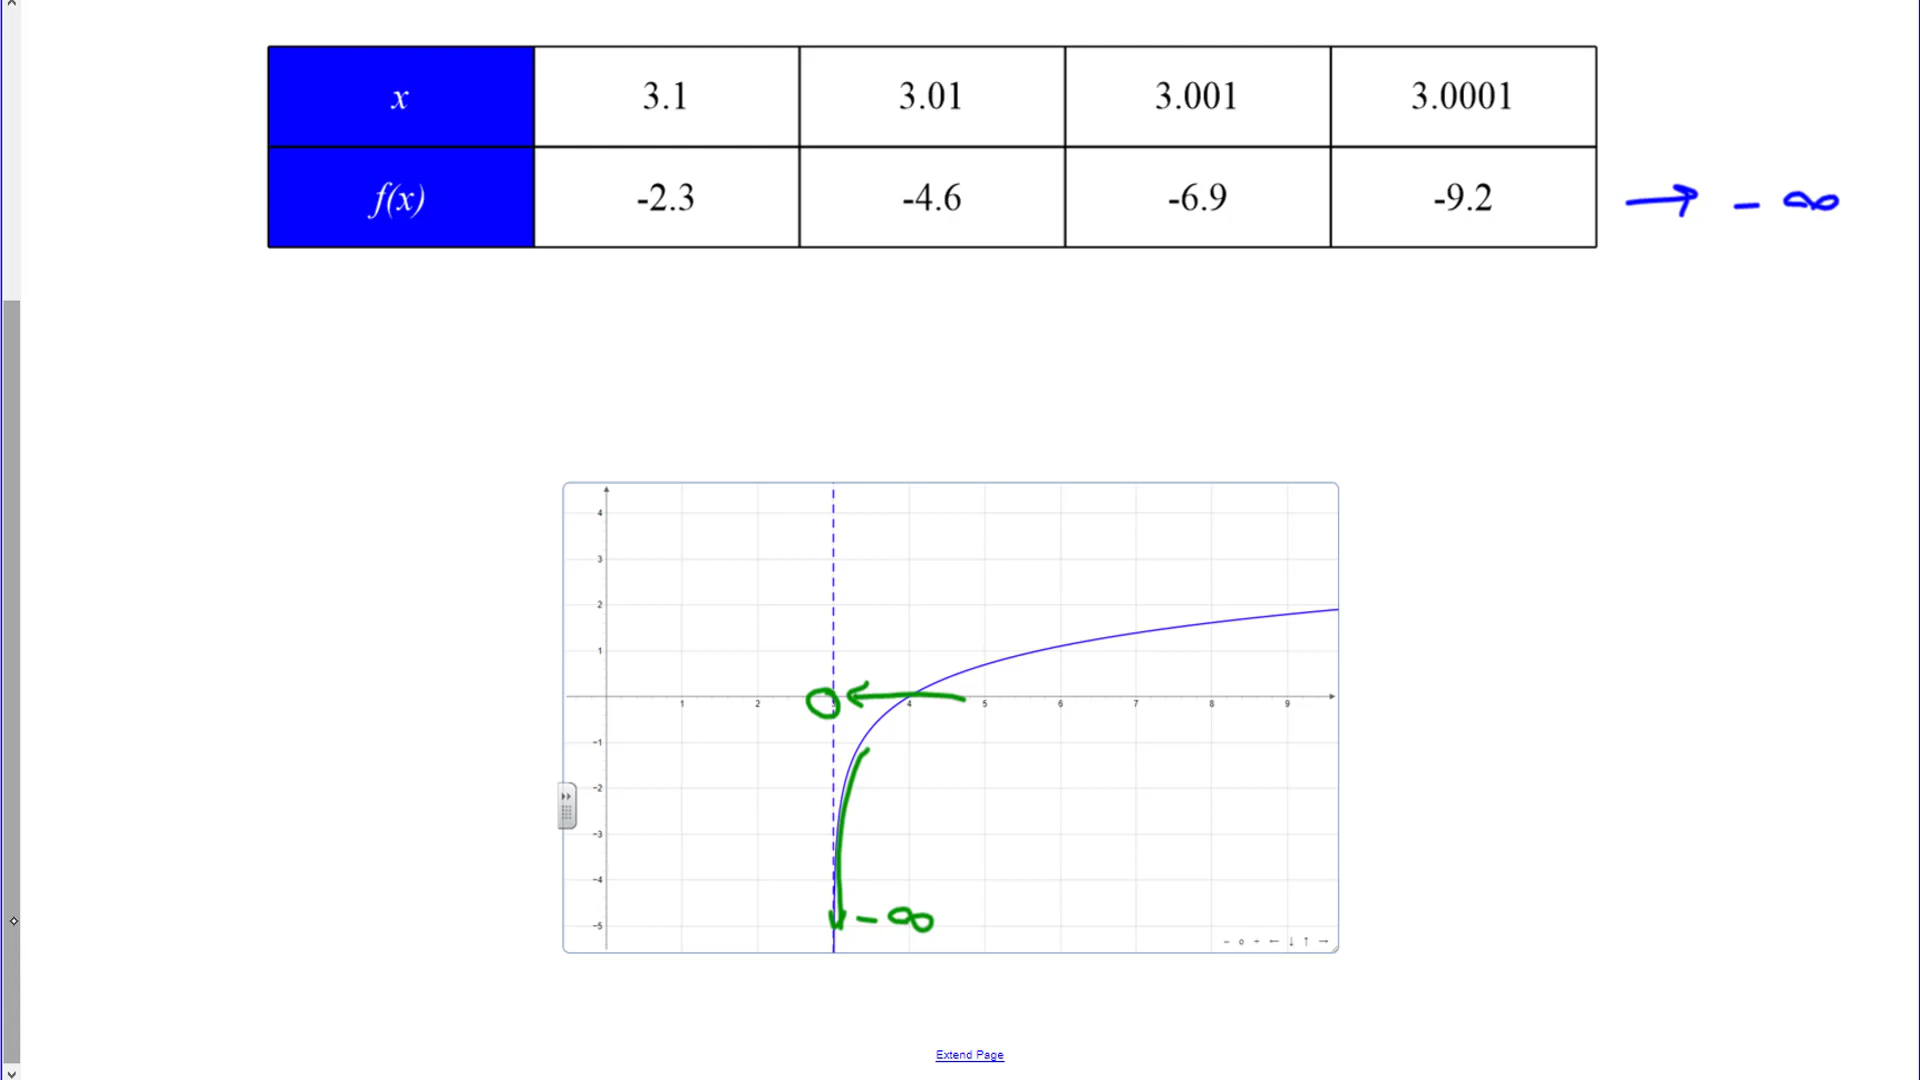 x 3.1 3.01 3.001 3.0001
f(x) -2.3 -4.6 -6.9 -9.2 → - ∞
4
3
2
1
1 2 4 5 6 7 8 9
-1
-2
-3
-4
- ∞
-5
- o + ← ↓ ↑ →
Extend Page